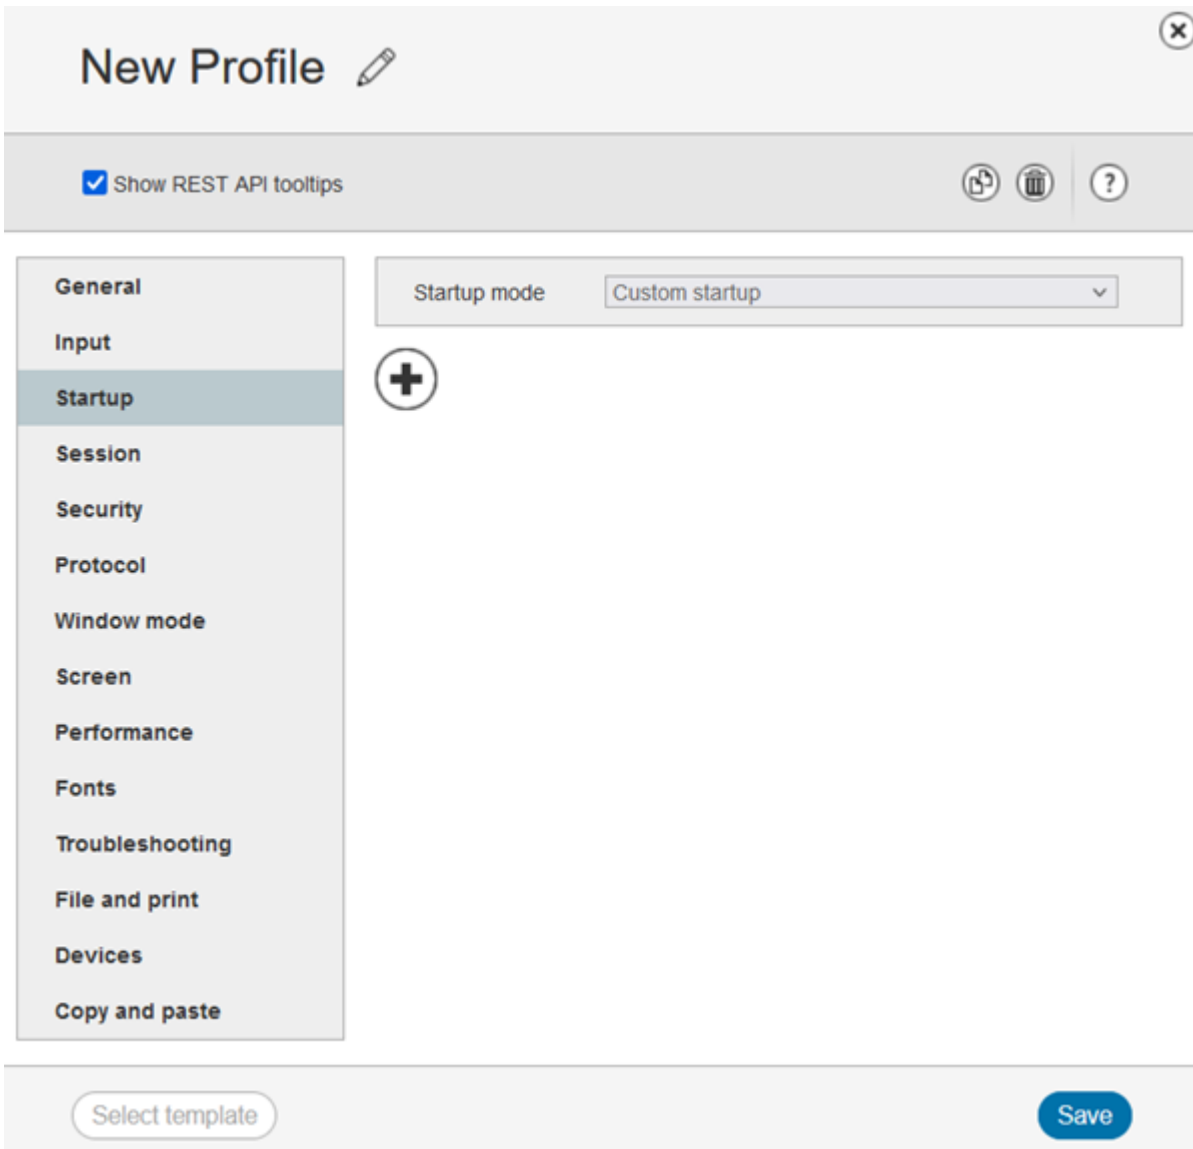 New Profile
Show REST API tooltips
?
General
Input
Startup
Session
Security
Protocol
Window mode
Screen
Performance
Fonts
Troubleshooting
File and print
Devices
Copy and paste
Startup mode
Custom startup
Select template
Save